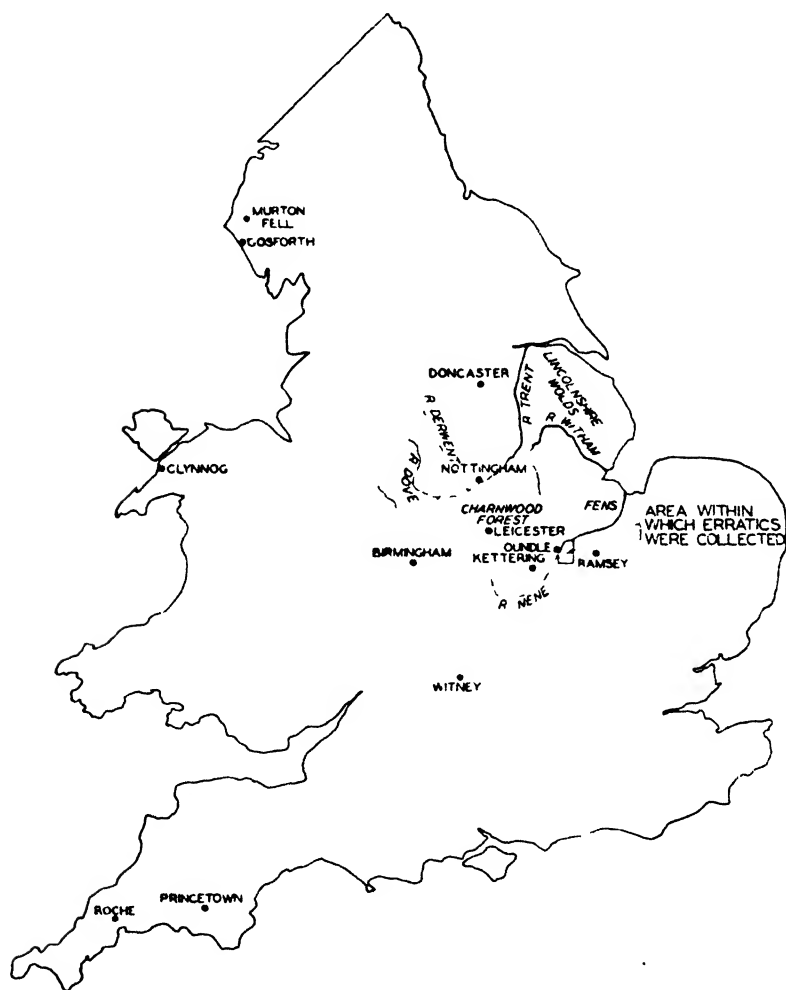 MURTON
FELL
GOSFORTH
DONCASTER
R TRENT
LINCOLNSHIRE
WOLDS
R WITHAM
R DERWENT
R DOVE
NOTTINGHAM
CLYNNOG
CHARNWOOD
FOREST
LEICESTER
FENS
AREA WITHIN
WHICH ERRATICS
WERE COLLECTED
BIRMINGHAM
OUNDLE
KETTERING
RAMSEY
R NENE
WITNEY
PRINCETOWN
ROCHE